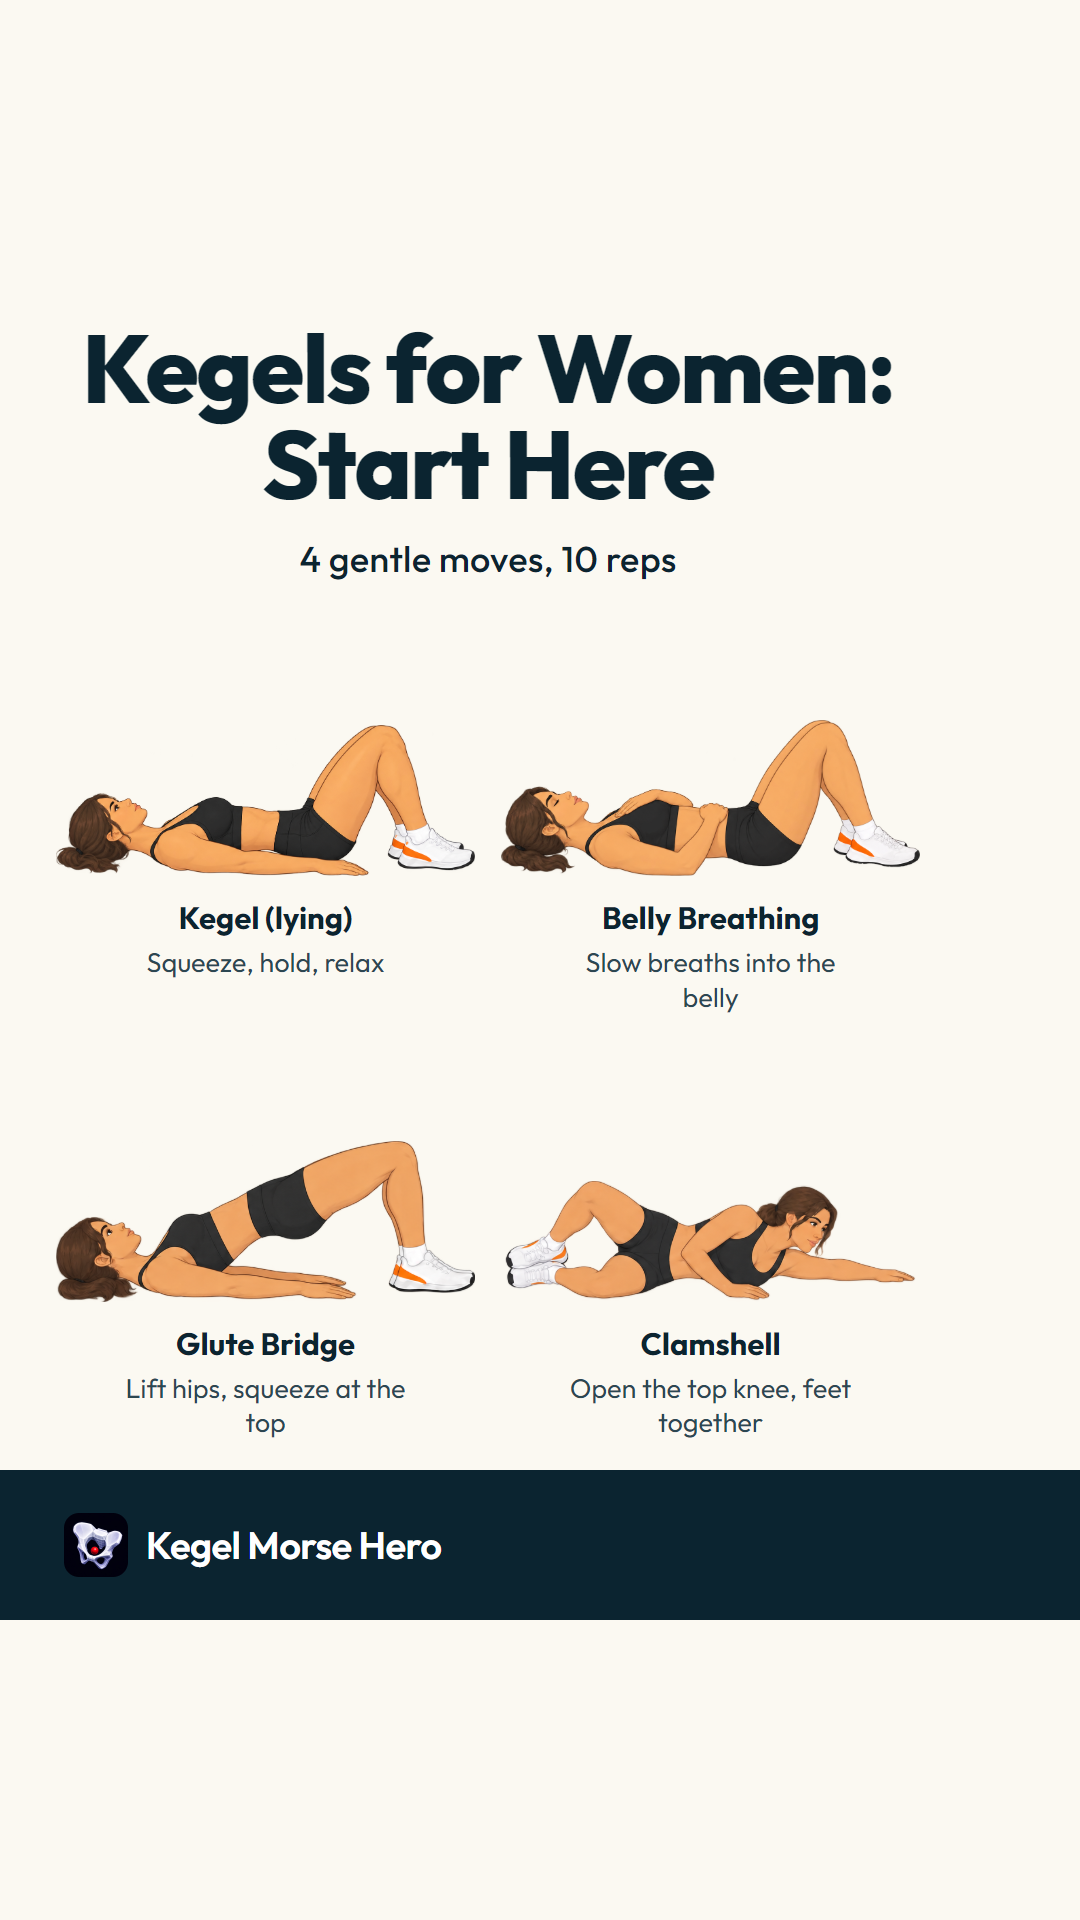 Kegels for Women:
Start Here
4 gentle moves, 10 reps
Kegel (lying)
Squeeze, hold, relax
Belly Breathing
Slow breaths into the
belly
Glute Bridge
Lift hips, squeeze at the
top
Clamshell
Open the top knee, feet
together
Kegel Morse Hero